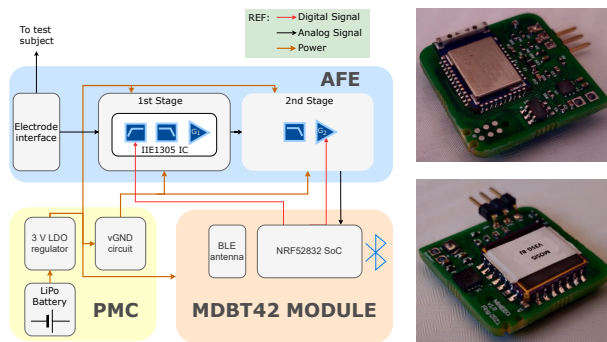 REF:
Digital Signal
Analog Signal
Power
To test
subject
AFE
1st Stage
2nd Stage
Electrode
interface
G1
G2
IIE1305 IC
3 V LDO
regulator
vGND
circuit
BLE
antenna
NRF52832 SoC
LiPo
Battery
PMC
MDBT42 MODULE
MOSIS